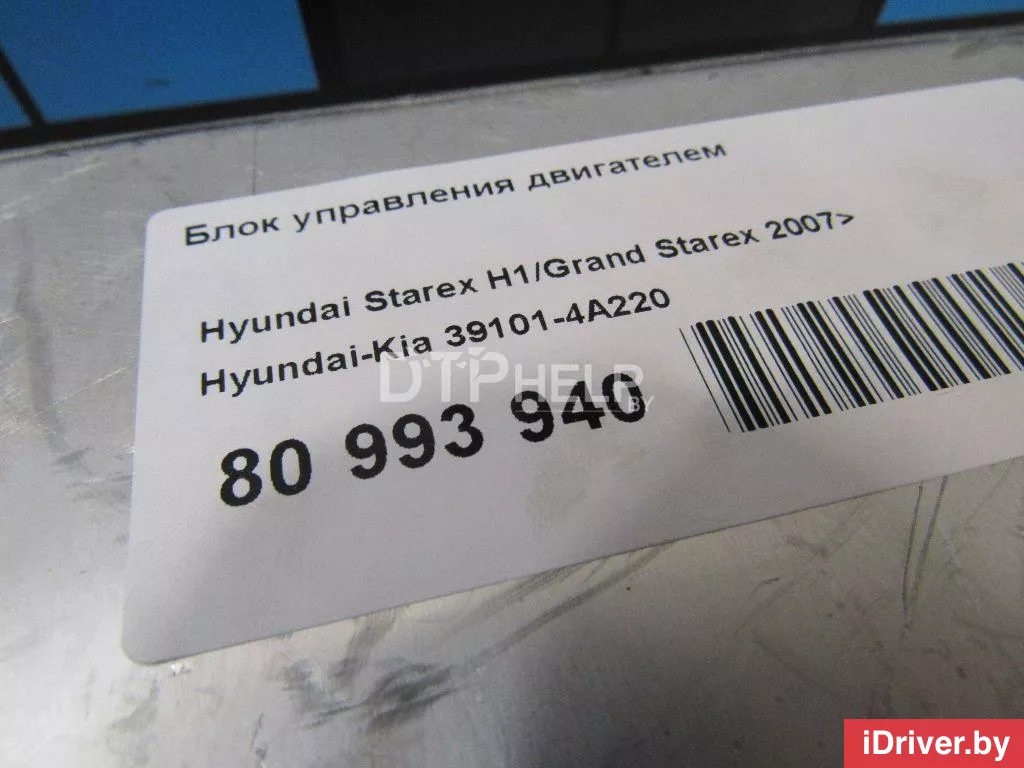 Блок управления двигателем
Hyundai Starex H1/Grand Starex 2007>
Hyundai-Kia 39101-4A220
DTPHELP.BY
80 993 940
iDriver.by